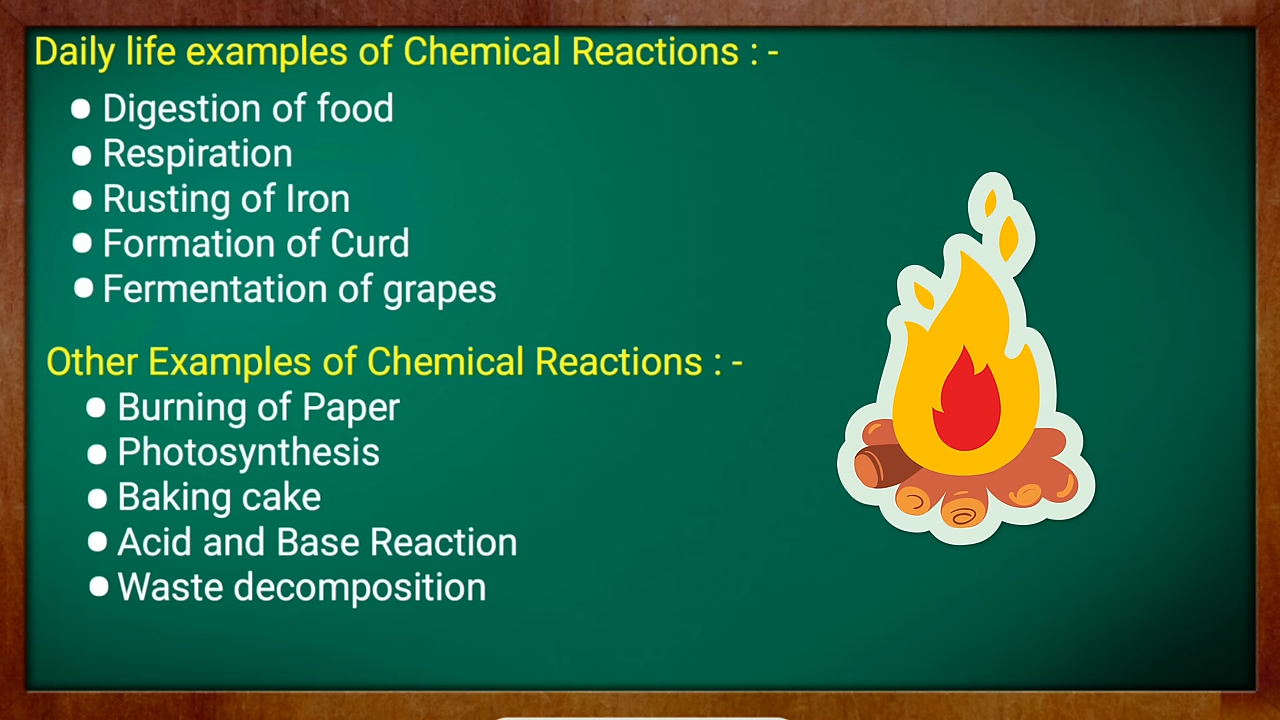 Daily life examples of Chemical Reactions : -
● Digestion of food
● Respiration
● Rusting of Iron
● Formation of Curd
● Fermentation of grapes
Other Examples of Chemical Reactions : -
● Burning of Paper
● Photosynthesis
● Baking cake
● Acid and Base Reaction
● Waste decomposition